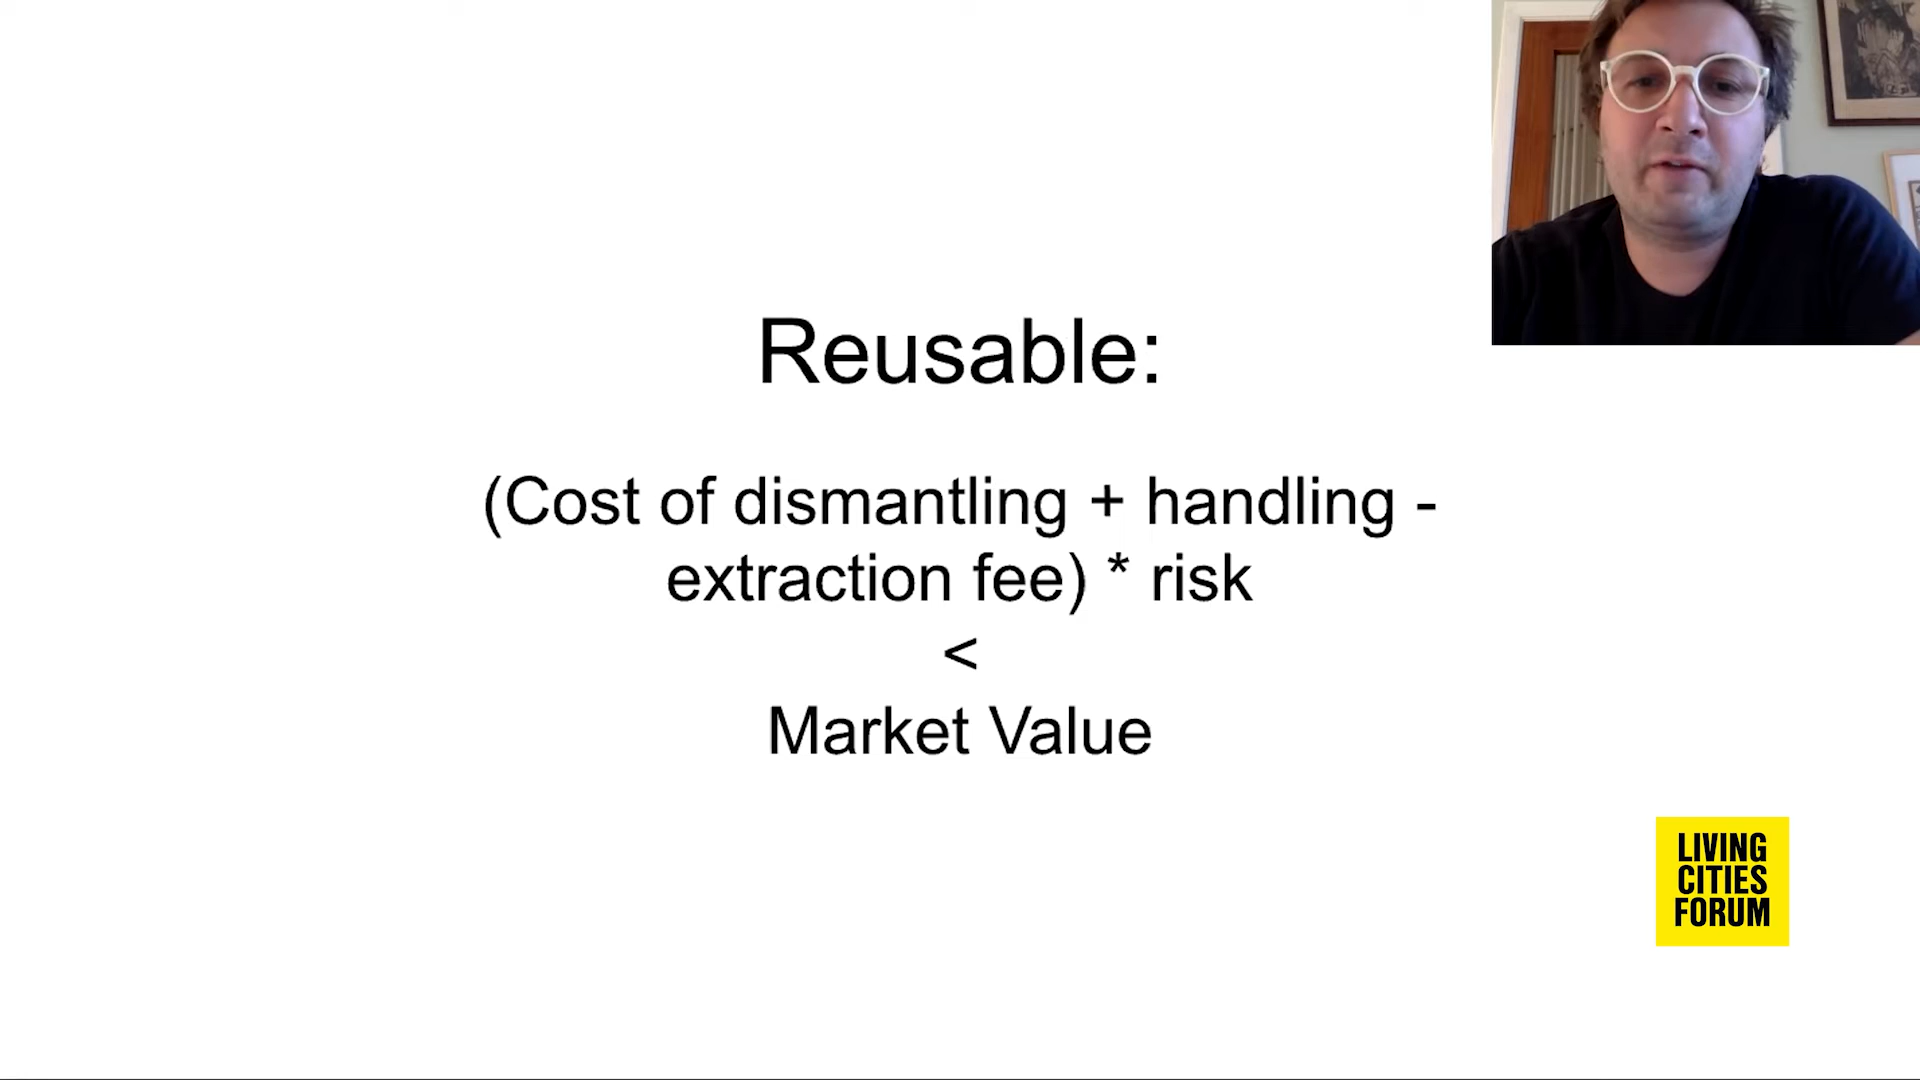 Reusable:
(Cost of dismantling + handling -
extraction fee) * risk
<
Market Value
LIVING
CITIES
FORUM